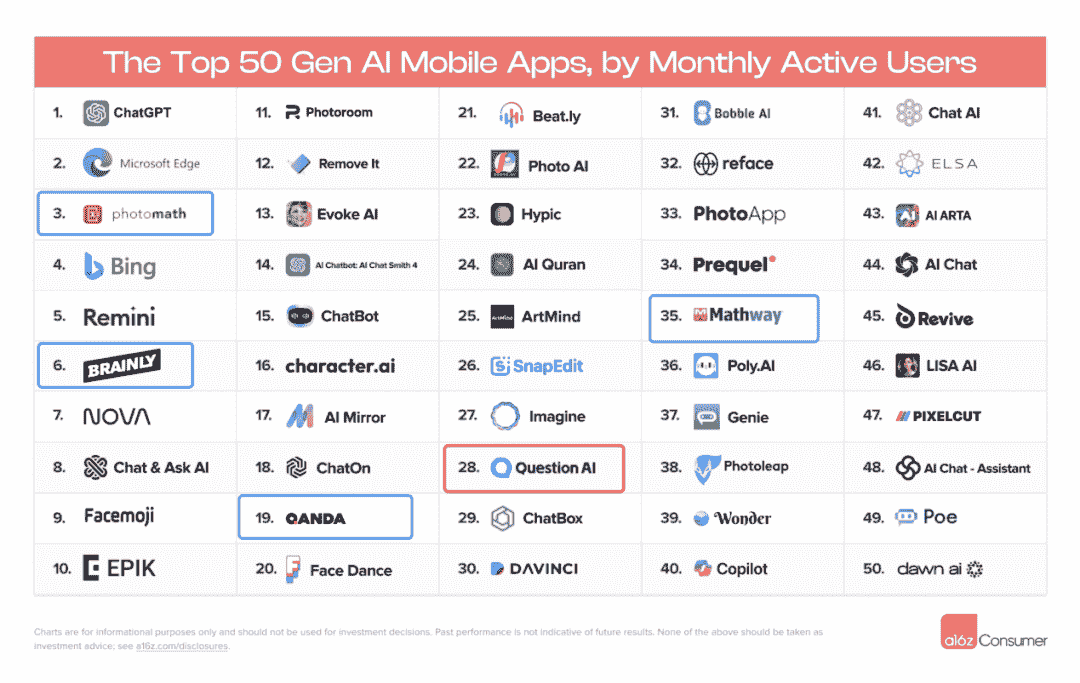 The Top 50 Gen AI Mobile Apps, by Monthly Active Users
1. ChatGPT
2. Microsoft Edge
3. photomath
4. Bing
5. Remini
6. BRAINLY
7. NOVA
8. Chat & Ask AI
9. Facemoji
10. EPIK
11. Photoroom
12. Remove It
13. Evoke AI
14. AI Chatbot: AI Chat Smith 4
15. ChatBot
16. character.ai
17. AI Mirror
18. ChatOn
19. QANDA
20. Face Dance
21. Beat.ly
22. Photo AI
23. Hypic
24. AI Quran
25. ArtMind
26. SnapEdit
27. Imagine
28. Question AI
29. ChatBox
30. DAVINCI
31. Bobble AI
32. reface
33. PhotoApp
34. Prequel
35. Mathway
36. Poly.AI
37. Genie
38. Photoleap
39. Wonder
40. Copilot
41. Chat AI
42. ELSA
43. AI ARTA
44. AI Chat
45. Revive
46. LISA AI
47. PIXELCUT
48. AI Chat - Assistant
49. Poe
50. dawn ai
Charts are for informational purposes only and should not be used for investment decisions. Past performance is not indicative of future results. None of the above should be taken as
investment advice; see a16z.com/disclosures.
a16z Consumer